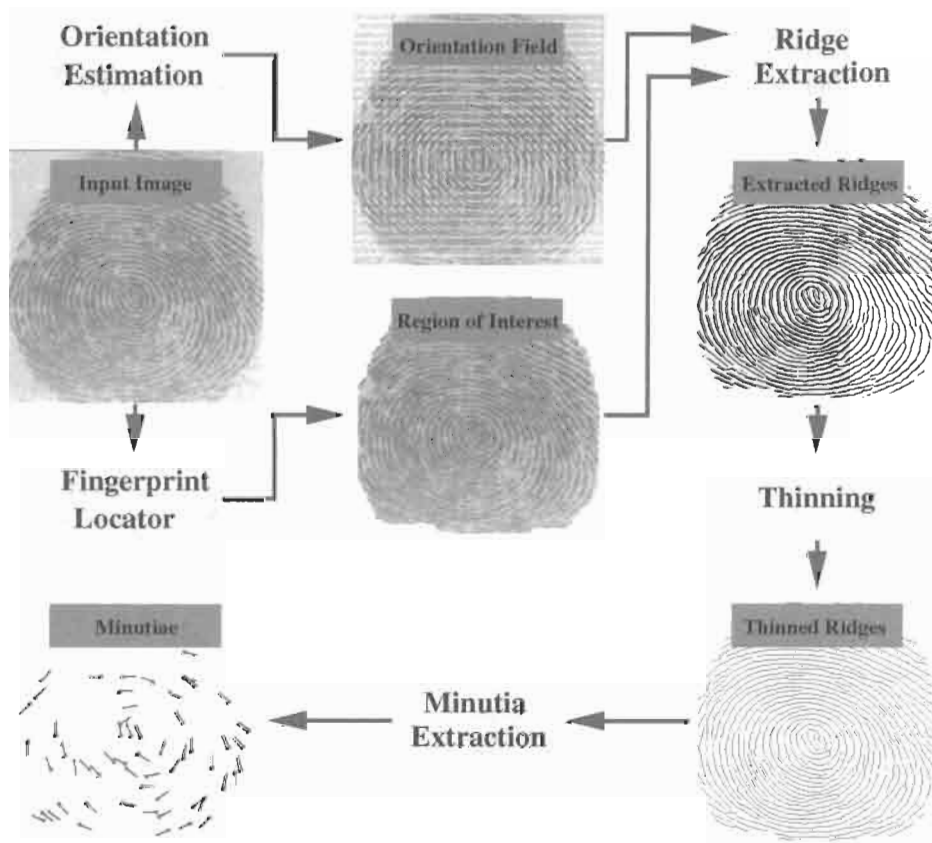 Orientation
Estimation
Orientation Field
Ridge
Extraction
Input Image
Extracted Ridges
Region of Interest
Fingerprint
Locator
Thinning
Minutiae
Thinned Ridges
Minutia
Extraction